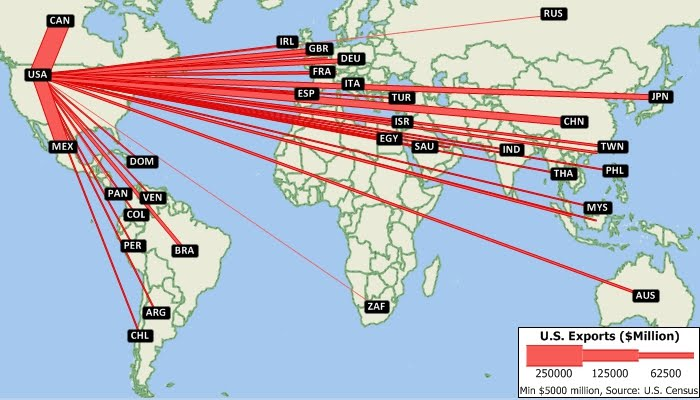 CAN
RUS
IRL
GBR
DEU
USA
FRA
ITA
ESP
TUR
JPN
ISR
CHN
EGY
SAU
MEX
IND
TWN
DOM
THA
PHL
PAN
VEN
COL
MYS
PER
BRA
AUS
ZAF
ARG
CHL
U.S. Exports ($Million)
250000 125000 62500
Min $5000 million, Source: U.S. Census